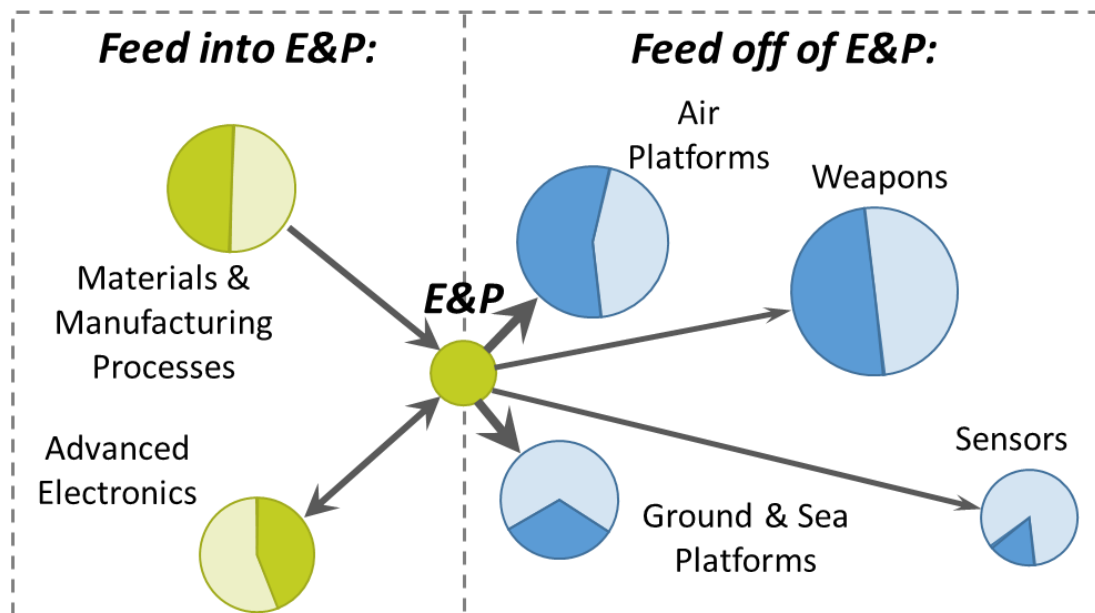 Feed into E&P:
Feed off of E&P:
Materials &
Manufacturing
Processes
Advanced
Electronics
E&P
Air
Platforms
Weapons
Ground & Sea
Platforms
Sensors